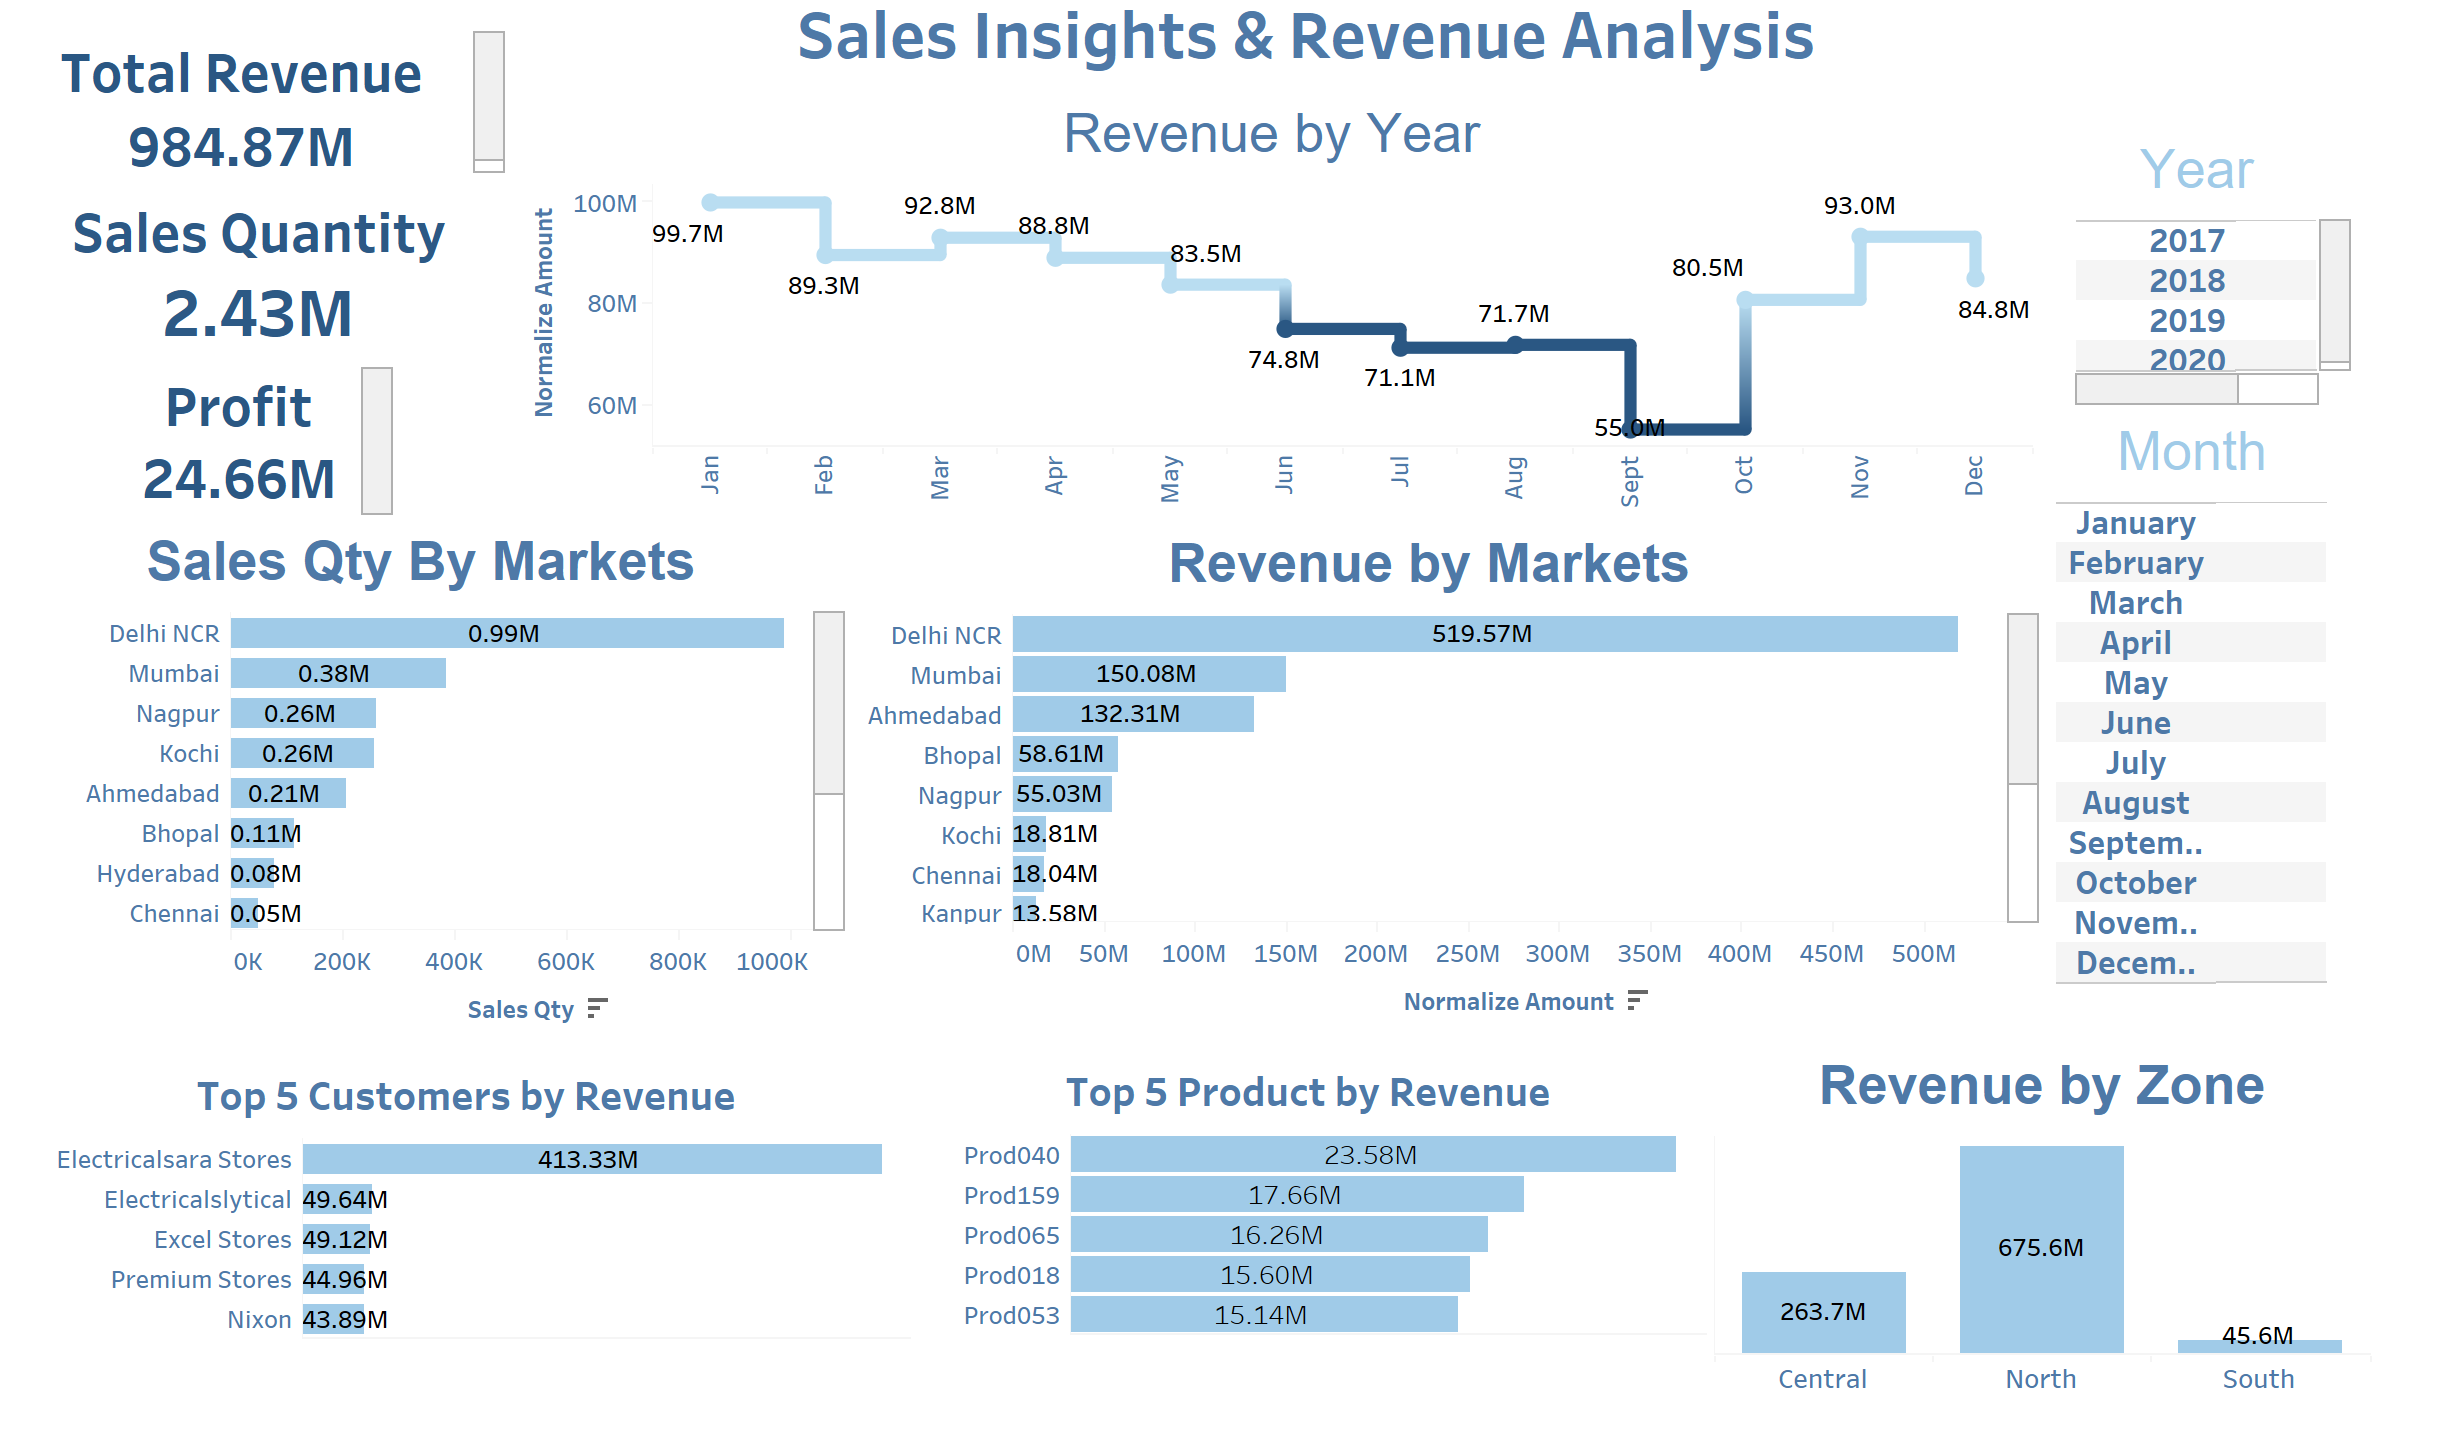 Sales Insights & Revenue Analysis
Total Revenue
984.87M
Sales Quantity
2.43M
Profit
24.66M
Revenue by Year
Normalize Amount
100M
80M
60M
99.7M
89.3M
92.8M
88.8M
83.5M
74.8M
71.1M
71.7M
55.0M
80.5M
93.0M
84.8M
Jan
Feb
Mar
Apr
May
Jun
Jul
Aug
Sept
Oct
Nov
Dec
Year
2017
2018
2019
2020
Month
January
February
March
April
May
June
July
August
Septem..
October
Novem..
Decem..
Sales Qty By Markets
Delhi NCR 0.99M
Mumbai 0.38M
Nagpur 0.26M
Kochi 0.26M
Ahmedabad 0.21M
Bhopal 0.11M
Hyderabad 0.08M
Chennai 0.05M
0K 200K 400K 600K 800K 1000K
Sales Qty
Revenue by Markets
Delhi NCR 519.57M
Mumbai 150.08M
Ahmedabad 132.31M
Bhopal 58.61M
Nagpur 55.03M
Kochi 18.81M
Chennai 18.04M
Kanpur 13.58M
0M 50M 100M 150M 200M 250M 300M 350M 400M 450M 500M
Normalize Amount
Top 5 Customers by Revenue
Electricalsara Stores 413.33M
Electricalslytical 49.64M
Excel Stores 49.12M
Premium Stores 44.96M
Nixon 43.89M
Top 5 Product by Revenue
Prod040 23.58M
Prod159 17.66M
Prod065 16.26M
Prod018 15.60M
Prod053 15.14M
Revenue by Zone
263.7M
675.6M
45.6M
Central North South